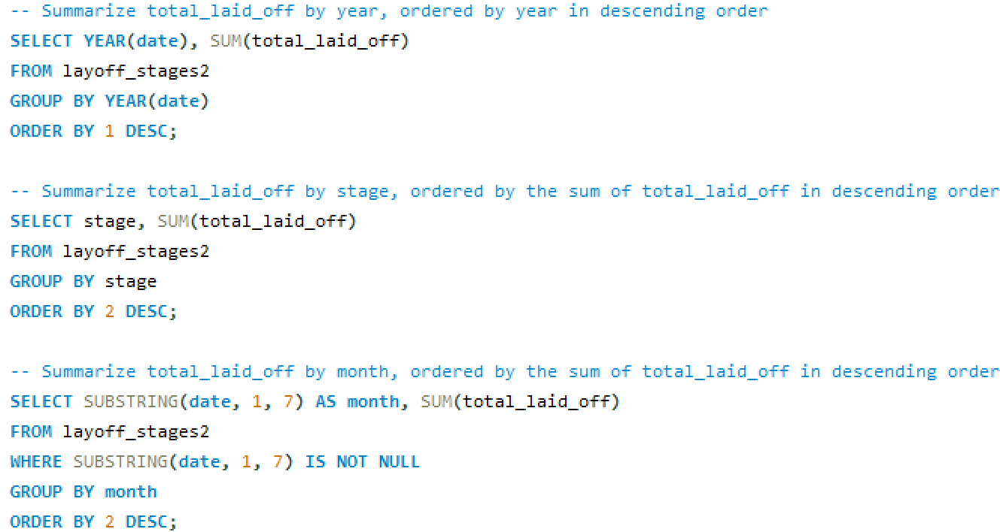 -- Summarize total_laid_off by year, ordered by year in descending order
SELECT YEAR(date), SUM(total_laid_off)
FROM layoff_stages2
GROUP BY YEAR(date)
ORDER BY 1 DESC;

-- Summarize total_laid_off by stage, ordered by the sum of total_laid_off in descending order
SELECT stage, SUM(total_laid_off)
FROM layoff_stages2
GROUP BY stage
ORDER BY 2 DESC;

-- Summarize total_laid_off by month, ordered by the sum of total_laid_off in descending order
SELECT SUBSTRING(date, 1, 7) AS month, SUM(total_laid_off)
FROM layoff_stages2
WHERE SUBSTRING(date, 1, 7) IS NOT NULL
GROUP BY month
ORDER BY 2 DESC;